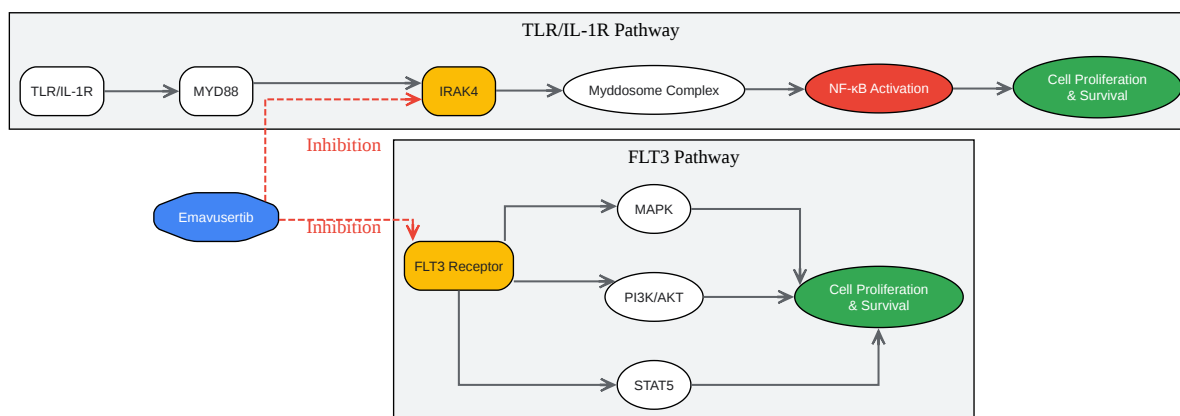 TLR/IL-1R Pathway
TLR/IL-1R
MYD88
IRAK4
Myddosome Complex
NF-κB Activation
Cell Proliferation
& Survival
Inhibition
FLT3 Pathway
Emavusertib
Inhibition
MAPK
FLT3 Receptor
PI3K/AKT
Cell Proliferation
& Survival
STAT5